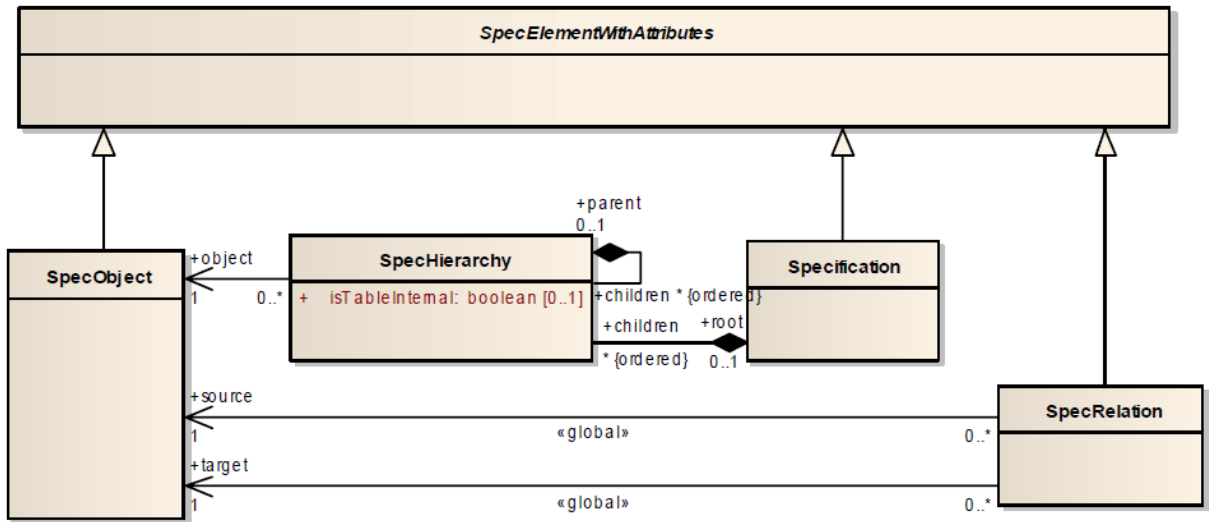 SpecElementWithAttributes
+parent
0..1
SpecObject
+object
1
0..*
SpecHierarchy
+ isTableInternal: boolean [0..1]
+children * {ordered}
+children
* {ordered}
+root
0..1
Specification
+source
1
«global»
0..*
SpecRelation
+target
1
«global»
0..*